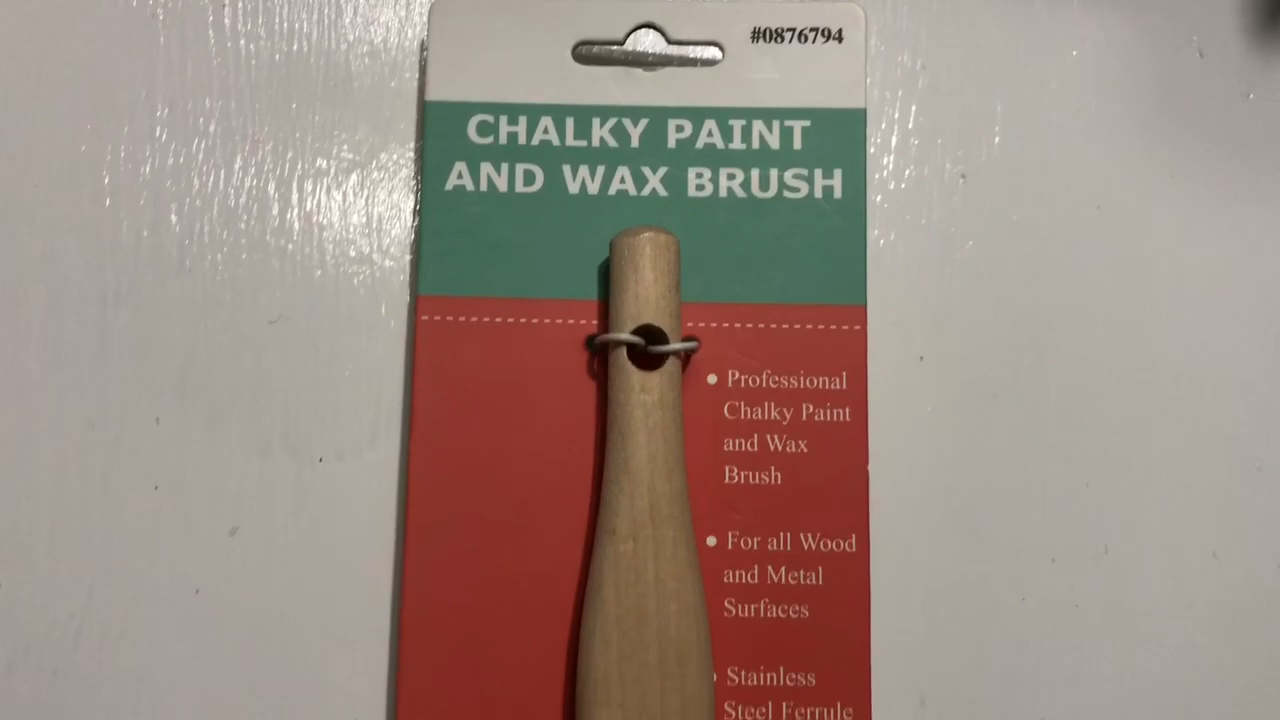 #0876794
CHALKY PAINT
AND WAX BRUSH
• Professional
Chalky Paint
and Wax
Brush
• For all Wood
and Metal
Surfaces
• Stainless
Steel Ferrule